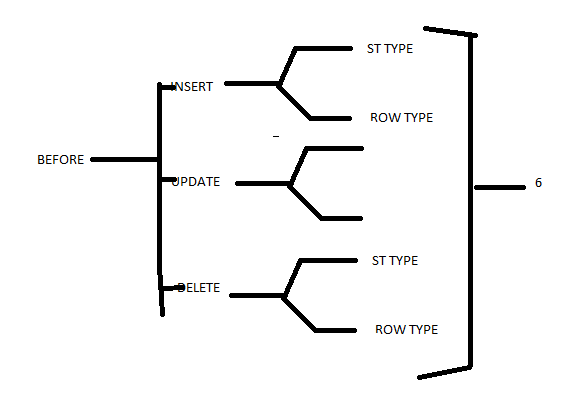 ST TYPE
INSERT
ROW TYPE
BEFORE
UPDATE
6
ST TYPE
DELETE
ROW TYPE